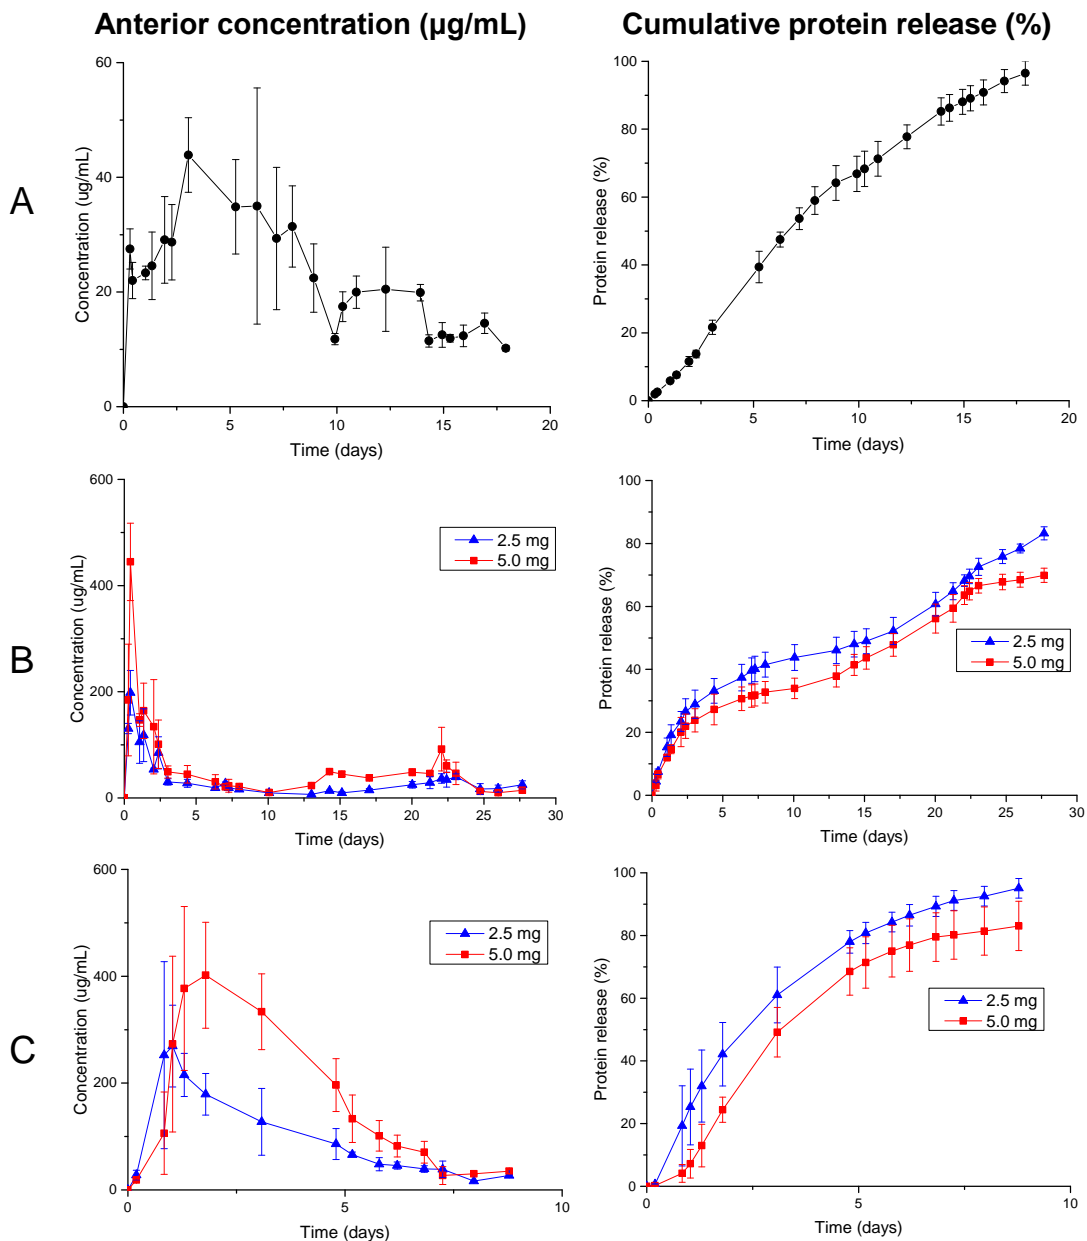 Anterior concentration (µg/mL)
Cumulative protein release (%)
A
Concentration (ug/mL)
60
40
20
0
0 5 10 15 20
Time (days)
Protein release (%)
100
80
60
40
20
0
0 5 10 15 20
Time (days)
B
Concentration (ug/mL)
600
400
200
0
0 5 10 15 20 25 30
Time (days)
2.5 mg
5.0 mg
Protein release (%)
100
80
60
40
20
0
0 5 10 15 20 25 30
Time (days)
2.5 mg
5.0 mg
C
Concentration (ug/mL)
600
400
200
0
0 5 10
Time (days)
2.5 mg
5.0 mg
Protein release (%)
100
80
60
40
20
0
0 5 10
Time (days)
2.5 mg
5.0 mg